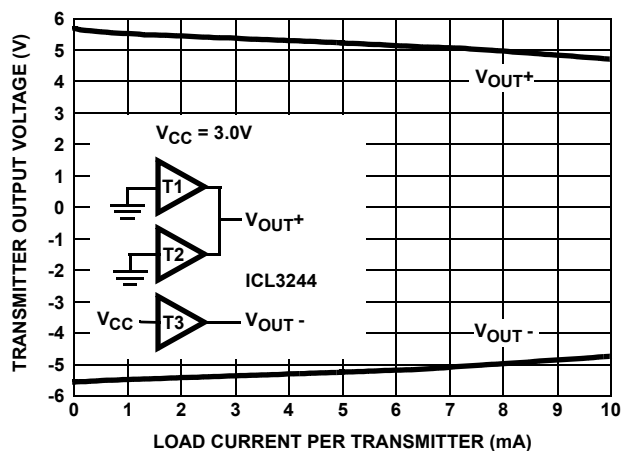 TRANSMITTER OUTPUT VOLTAGE (V)
6
5
4
3
2
1
0
-1
-2
-3
-4
-5
-6
VOUT+
VCC = 3.0V
T1
VOUT+
T2
ICL3244
VCC
T3
VOUT -
VOUT -
0 1 2 3 4 5 6 7 8 9 10
LOAD CURRENT PER TRANSMITTER (mA)